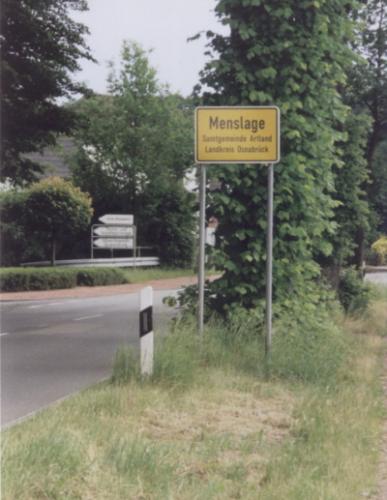 Menslage
Samtgemeinde Artland
Landkreis Osnabrück